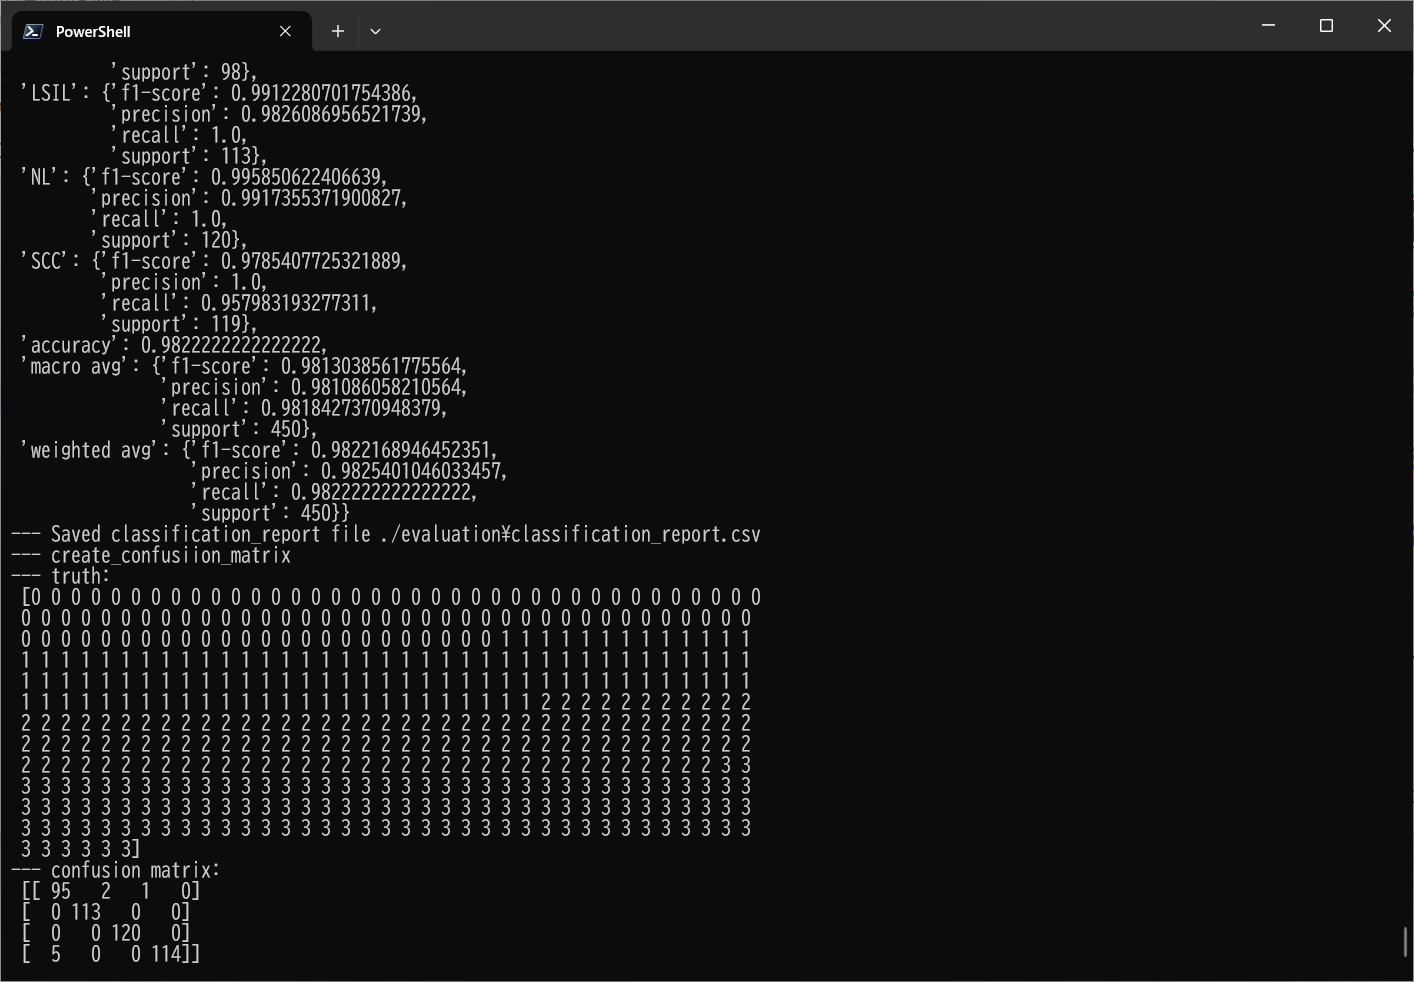 PowerShell
'support': 98},
'LSIL': {'f1-score': 0.9912280701754386,
'precision': 0.9826086956521739,
'recall': 1.0,
'support': 113},
'NL': {'f1-score': 0.995850622406639,
'precision': 0.9917355371900827,
'recall': 1.0,
'support': 120},
'SCC': {'f1-score': 0.9785407725321889,
'precision': 1.0,
'recall': 0.957983193277311,
'support': 119},
'accuracy': 0.9822222222222222,
'macro avg': {'f1-score': 0.9813038561775564,
'precision': 0.981086058210564,
'recall': 0.9818427370948379,
'support': 450},
'weighted avg': {'f1-score': 0.9822168946452351,
'precision': 0.9825401046033457,
'recall': 0.9822222222222222,
'support': 450}}
--- Saved classification_report file ./evaluation¥classification_report.csv
--- create_confusiion_matrix
--- truth:
[0 0 0 0 0 0 0 0 0 0 0 0 0 0 0 0 0 0 0 0 0 0 0 0 0 0 0 0 0 0 0 0 0 0 0 0 0
0 0 0 0 0 0 0 0 0 0 0 0 0 0 0 0 0 0 0 0 0 0 0 0 0 0 0 0 0 0 0 0 0 0 0 0 0
0 0 0 0 0 0 0 0 0 0 0 0 0 0 0 0 0 0 0 0 0 0 0 0 1 1 1 1 1 1 1 1 1 1 1 1 1
1 1 1 1 1 1 1 1 1 1 1 1 1 1 1 1 1 1 1 1 1 1 1 1 1 1 1 1 1 1 1 1 1 1 1 1 1
1 1 1 1 1 1 1 1 1 1 1 1 1 1 1 1 1 1 1 1 1 1 1 1 1 1 1 1 1 1 1 1 1 1 1 1 1
1 1 1 1 1 1 1 1 1 1 1 1 1 1 1 1 1 1 1 1 1 1 1 1 1 1 2 2 2 2 2 2 2 2 2 2 2
2 2 2 2 2 2 2 2 2 2 2 2 2 2 2 2 2 2 2 2 2 2 2 2 2 2 2 2 2 2 2 2 2 2 2 2 2
2 2 2 2 2 2 2 2 2 2 2 2 2 2 2 2 2 2 2 2 2 2 2 2 2 2 2 2 2 2 2 2 2 2 2 2 2
2 2 2 2 2 2 2 2 2 2 2 2 2 2 2 2 2 2 2 2 2 2 2 2 2 2 2 2 2 2 2 2 2 2 2 3 3
3 3 3 3 3 3 3 3 3 3 3 3 3 3 3 3 3 3 3 3 3 3 3 3 3 3 3 3 3 3 3 3 3 3 3 3 3
3 3 3 3 3 3 3 3 3 3 3 3 3 3 3 3 3 3 3 3 3 3 3 3 3 3 3 3 3 3 3 3 3 3 3 3 3
3 3 3 3 3 3 3 3 3 3 3 3 3 3 3 3 3 3 3 3 3 3 3 3 3 3 3 3 3 3 3 3 3 3 3 3 3
3 3 3 3 3 3]
--- confusion matrix:
[[ 95 2 1 0]
[ 0 113 0 0]
[ 0 0 120 0]
[ 5 0 0 114]]